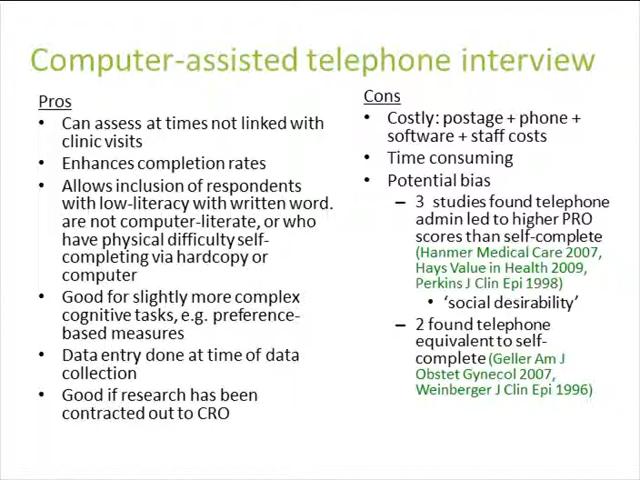 Computer-assisted telephone interview
Pros
• Can assess at times not linked with
clinic visits
• Enhances completion rates
• Allows inclusion of respondents
with low-literacy with written word.
are not computer-literate, or who
have physical difficulty self-
completing via hardcopy or
computer
• Good for slightly more complex
cognitive tasks, e.g. preference-
based measures
• Data entry done at time of data
collection
• Good if research has been
contracted out to CRO
Cons
• Costly: postage + phone +
software + staff costs
• Time consuming
• Potential bias
– 3 studies found telephone
admin led to higher PRO
scores than self-complete
(Hanmer Medical Care 2007,
Hays Value in Health 2009,
Perkins J Clin Epi 1998)
• ‘social desirability’
– 2 found telephone
equivalent to self-
complete (Geller Am J
Obstet Gynecol 2007,
Weinberger J Clin Epi 1996)